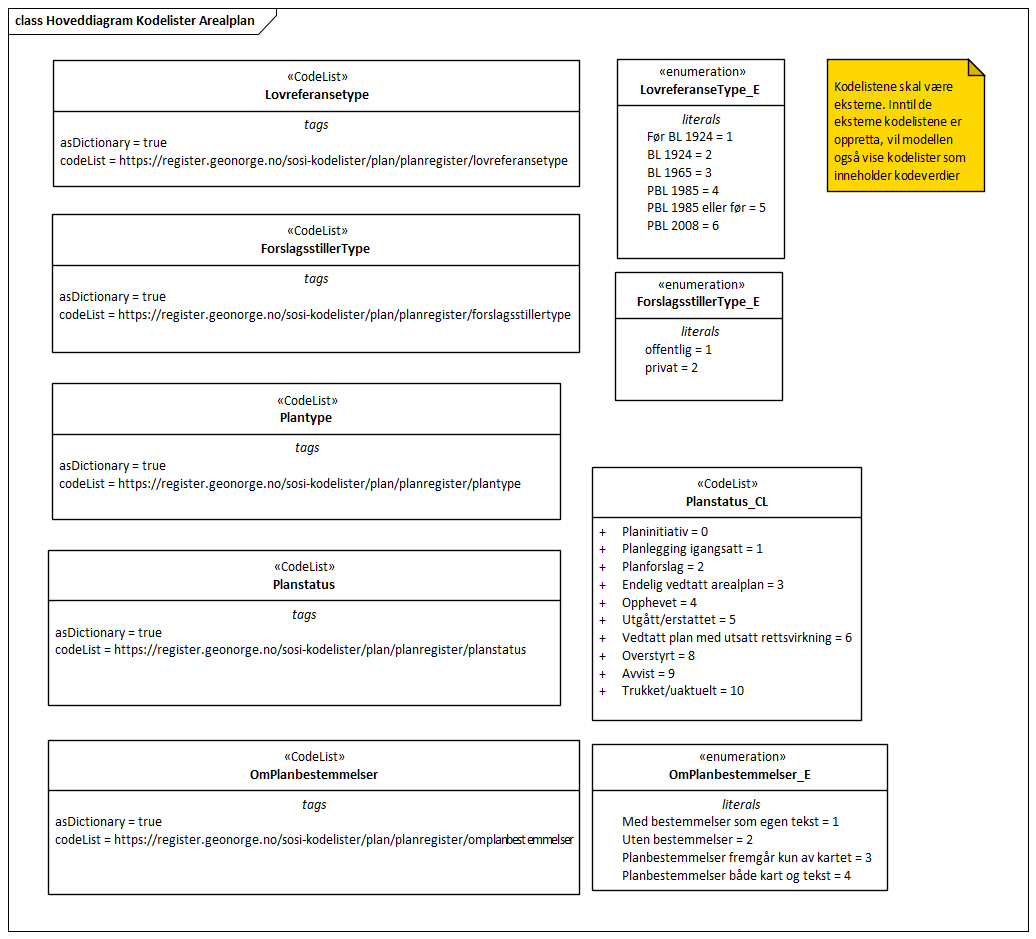 class Hoveddiagram Kodelister Arealplan
«CodeList»
Lovreferansetype
tags
asDictionary = true
codeList = https://register.geonorge.no/sosi-kodelister/plan/planregister/lovreferansetype
«enumeration»
LovreferanseType_E
literals
Før BL 1924 = 1
BL 1924 = 2
BL 1965 = 3
PBL 1985 = 4
PBL 1985 eller før = 5
PBL 2008 = 6
Kodelistene skal være
eksterne. Inntil de
eksterne kodelistene er
oppretta, vil modellen
også vise kodelister som
inneholder kodeverdier
«CodeList»
ForslagsstillerType
tags
asDictionary = true
codeList = https://register.geonorge.no/sosi-kodelister/plan/planregister/forslagsstillertype
«enumeration»
ForslagsstillerType_E
literals
offentlig = 1
privat = 2
«CodeList»
Plantype
tags
asDictionary = true
codeList = https://register.geonorge.no/sosi-kodelister/plan/planregister/plantype
«CodeList»
Planstatus_CL
+ Planinitiativ = 0
+ Planlegging igangsatt = 1
+ Planforslag = 2
+ Endelig vedtatt arealplan = 3
+ Opphevet = 4
+ Utgått/erstattet = 5
+ Vedtatt plan med utsatt rettsvirkning = 6
+ Overstyrt = 8
+ Avvist = 9
+ Trukket/uaktuelt = 10
«CodeList»
Planstatus
tags
asDictionary = true
codeList = https://register.geonorge.no/sosi-kodelister/plan/planregister/planstatus
«CodeList»
OmPlanbestemmelser
tags
asDictionary = true
codeList = https://register.geonorge.no/sosi-kodelister/plan/planregister/omplanbestemmelser
«enumeration»
OmPlanbestemmelser_E
literals
Med bestemmelser som egen tekst = 1
Uten bestemmelser = 2
Planbestemmelser fremgår kun av kartet = 3
Planbestemmelser både kart og tekst = 4